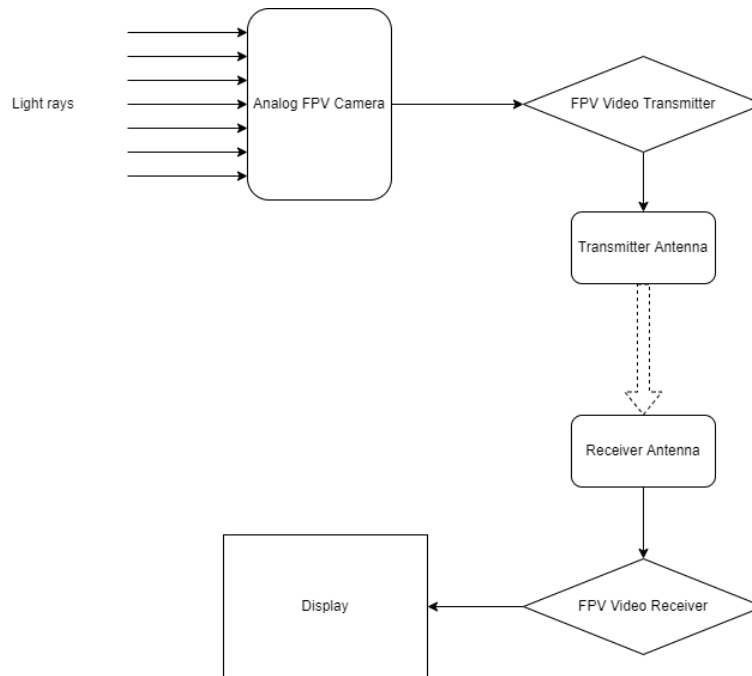 Light rays
Analog FPV Camera
FPV Video Transmitter
Transmitter Antenna
Receiver Antenna
FPV Video Receiver
Display